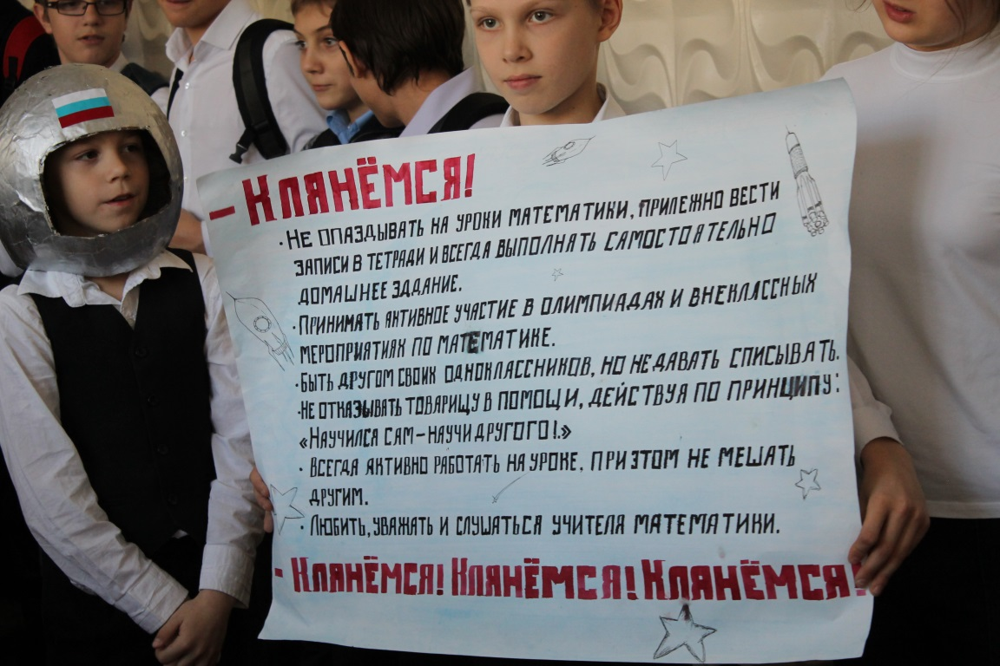 - Клянёмся!
· Не опаздывать на уроки математики, прилежно вести
записи в тетради и всегда выполнять самостоятельно
домашнее здание.
· Принимать активное участие в олимпиадах и внеклассных
мероприятиях по математике.
· Быть другом своих одноклассников, но не давать списывать.
· Не отказывать товарищу в помощи, действуя по принципу:
«Научился сам – научи другого!.»
· Всегда активно работать на уроке, при этом не мешать
другим.
· Любить, уважать и слушаться учителя математики.
- Клянёмся! Клянёмся! Клянёмся!